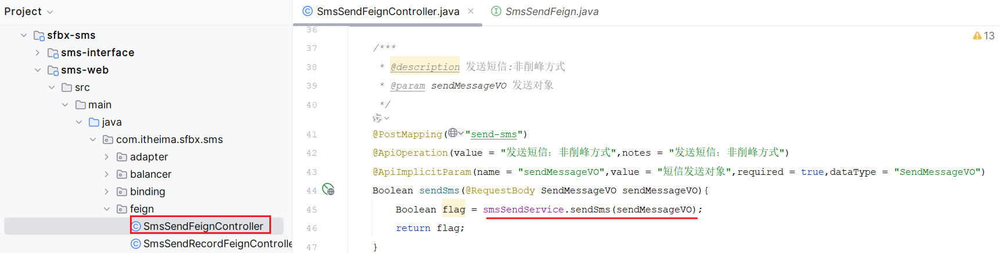 Project
sfbx-sms
sms-interface
sms-web
src
main
java
com.itheima.sfbx.sms
adapter
balancer
binding
feign
SmsSendFeignController
SmsSendRecordFeignControlle
SmsSendFeignController.java
SmsSendFeign.java
13
36
37 /***
38 * @description 发送短信:非削峰方式
39 * @param sendMessageVO 发送对象
40 */
41 @PostMapping("send-sms")
42 @ApiOperation(value = "发送短信：非削峰方式",notes = "发送短信：非削峰方式")
43 @ApiImplicitParam(name = "sendMessageVO",value = "短信发送对象",required = true,dataType = "SendMessageVO")
44 Boolean sendSms(@RequestBody SendMessageVO sendMessageVO){
45 Boolean flag = smsSendService.sendSms(sendMessageVO);
46 return flag;
47 }